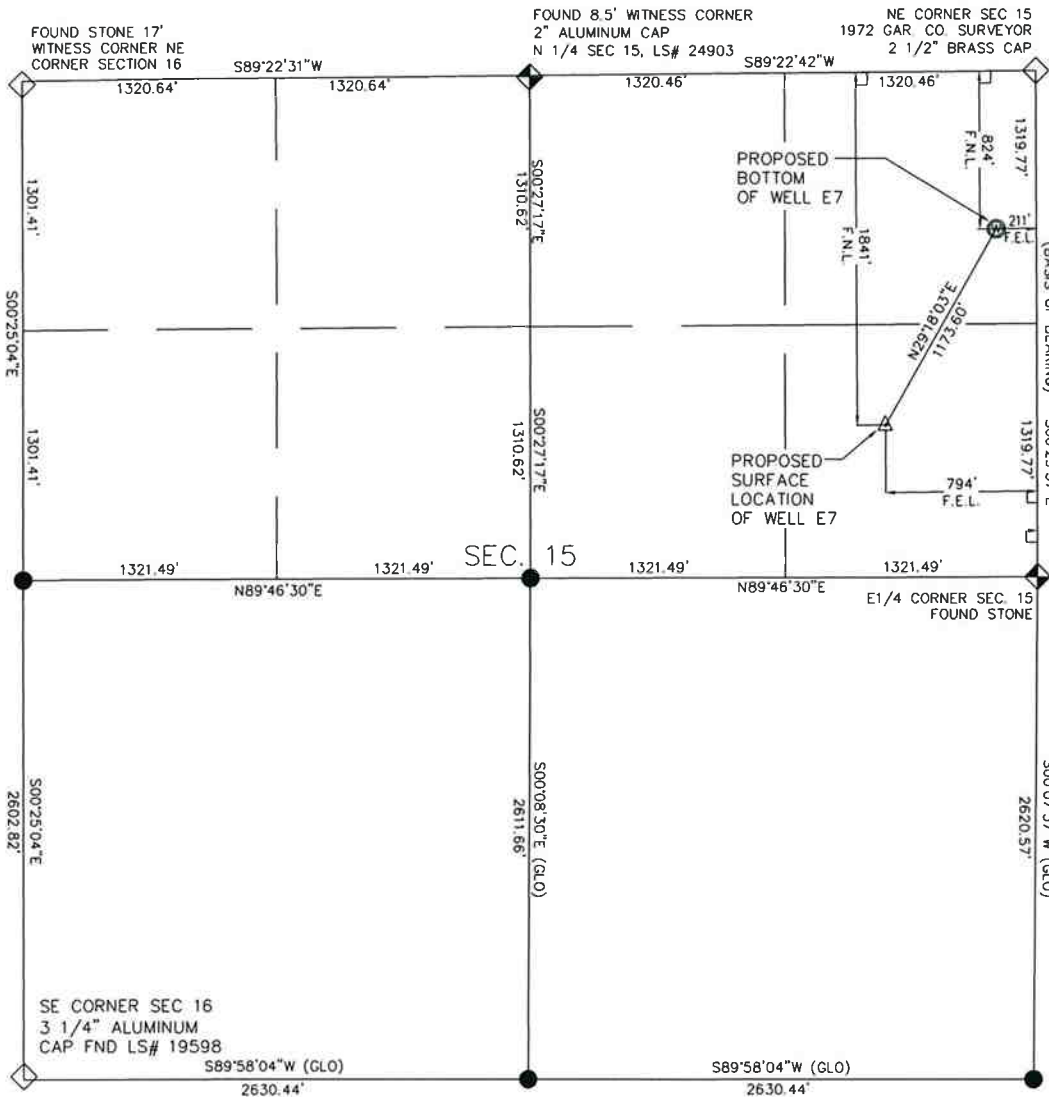 FOUND STONE 17'
WITNESS CORNER NE
CORNER SECTION 16
FOUND 8.5' WITNESS CORNER
2" ALUMINUM CAP
N 1/4 SEC 15, LS# 24903
NE CORNER SEC 15
1972 GAR. CO. SURVEYOR
2 1/2" BRASS CAP
S89°22'31"W
1320.64'
1320.64'
S89°22'42"W
1320.46'
1320.46'
1301.41'
S00°25'04"E
1301.41'
S00°27'17"E
1310.62'
S00°27'17"E
1310.62'
PROPOSED
BOTTOM
OF WELL E7
824'
F.N.L.
1319.77'
211'
F.E.L.
1841'
F.N.L.
N29°18'03"E
1173.60'
1319.77'
PROPOSED
SURFACE
LOCATION
OF WELL E7
794'
F.E.L.
SEC. 15
1321.49'
1321.49'
N89°46'30"E
1321.49'
1321.49'
N89°46'30"E
E1/4 CORNER SEC. 15
FOUND STONE
S00°25'04"E
2602.82'
S00°08'30"E (GLO)
2611.66'
(GLO)
2620.57'
SE CORNER SEC 16
3 1/4" ALUMINUM
CAP FND LS# 19598
S89°58'04"W (GLO)
2630.44'
S89°58'04"W (GLO)
2630.44'